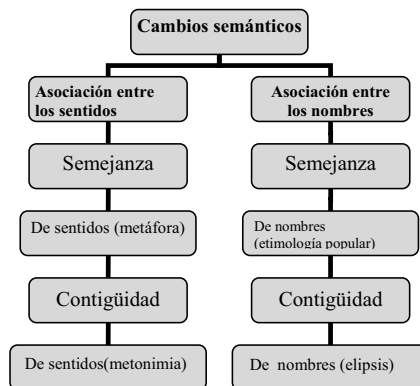 Cambios semánticos
Asociación entre
los sentidos
Asociación entre
los nombres
Semejanza
Semejanza
De sentidos (metáfora)
De nombres
(etimología popular)
Contigüidad
Contigüidad
De sentidos(metonimia)
De nombres (elipsis)